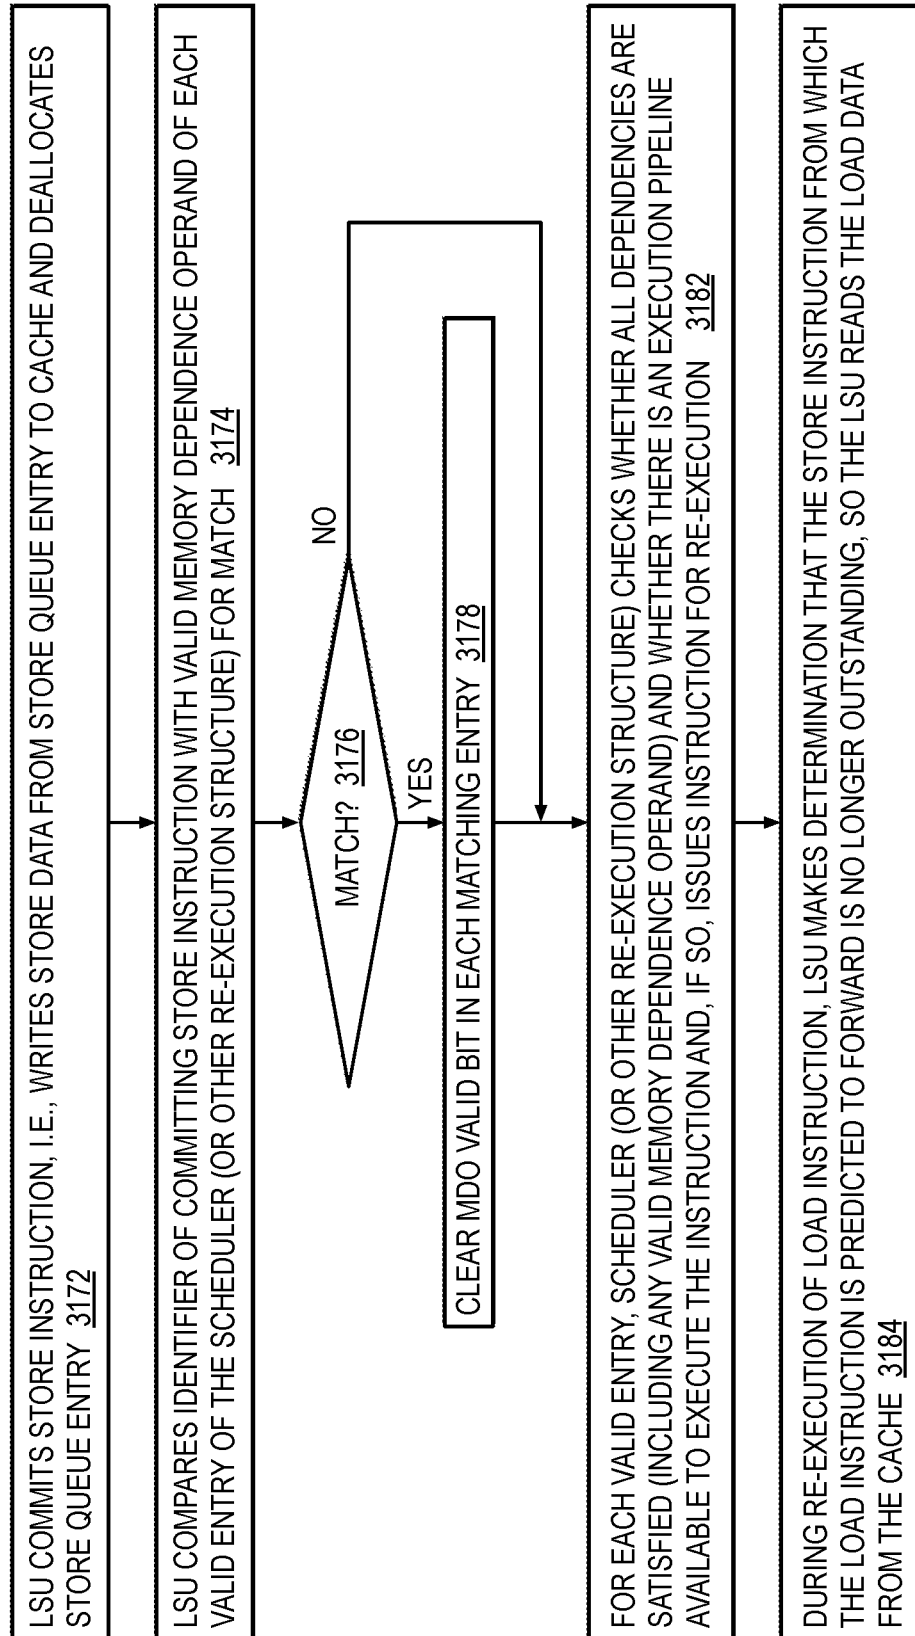 LSU COMMITS STORE INSTRUCTION, I.E., WRITES STORE DATA FROM STORE QUEUE ENTRY TO CACHE AND DEALLOCATES
STORE QUEUE ENTRY 3172
LSU COMPARES IDENTIFIER OF COMMITTING STORE INSTRUCTION WITH VALID MEMORY DEPENDENCE OPERAND OF EACH
VALID ENTRY OF THE SCHEDULER (OR OTHER RE-EXECUTION STRUCTURE) FOR MATCH 3174
MATCH? 3176
NO
YES
CLEAR MDO VALID BIT IN EACH MATCHING ENTRY 3178
FOR EACH VALID ENTRY, SCHEDULER (OR OTHER RE-EXECUTION STRUCTURE) CHECKS WHETHER ALL DEPENDENCIES ARE
SATISFIED (INCLUDING ANY VALID MEMORY DEPENDENCE OPERAND) AND WHETHER THERE IS AN EXECUTION PIPELINE
AVAILABLE TO EXECUTE THE INSTRUCTION AND, IF SO, ISSUES INSTRUCTION FOR RE-EXECUTION 3182
DURING RE-EXECUTION OF LOAD INSTRUCTION, LSU MAKES DETERMINATION THAT THE STORE INSTRUCTION FROM WHICH
THE LOAD INSTRUCTION IS PREDICTED TO FORWARD IS NO LONGER OUTSTANDING, SO THE LSU READS THE LOAD DATA
FROM THE CACHE 3184